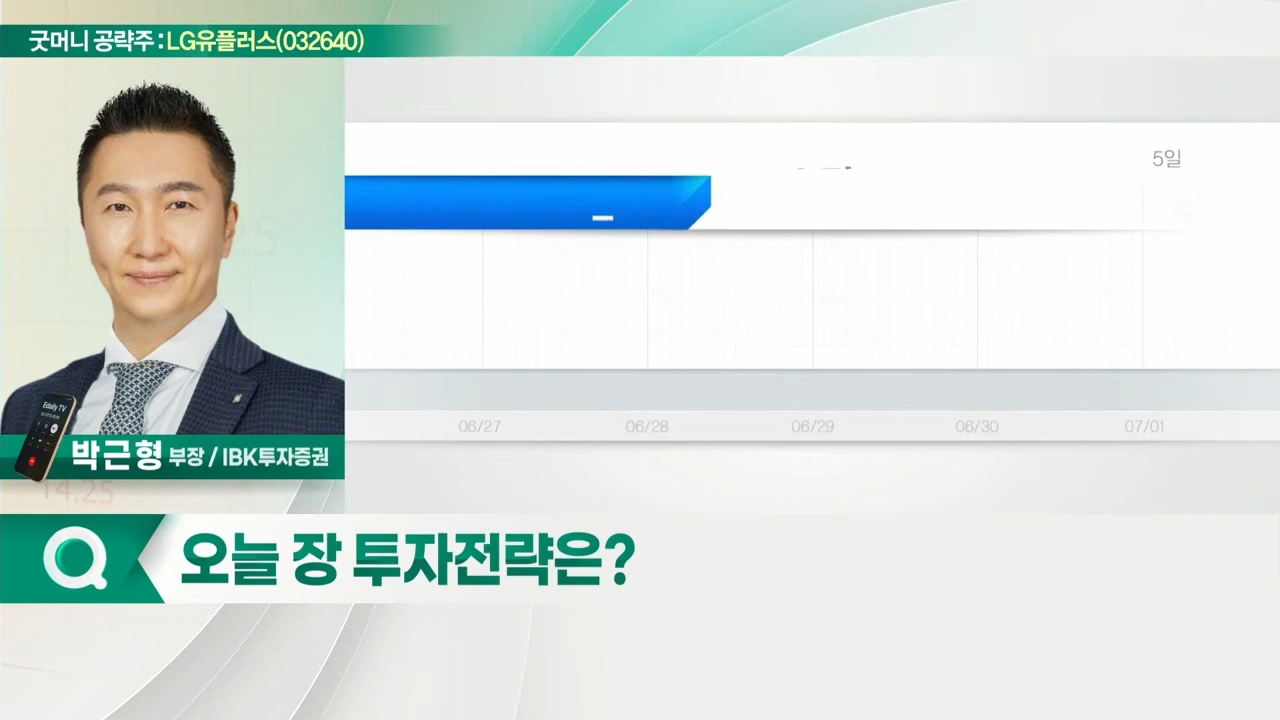 굿머니 공략주 : LG유플러스(032640)
5일
Edaily TV
06/27 06/28 06/29 06/30 07/01
박근형 부장 / IBK투자증권
14.25
오늘 장 투자전략은?